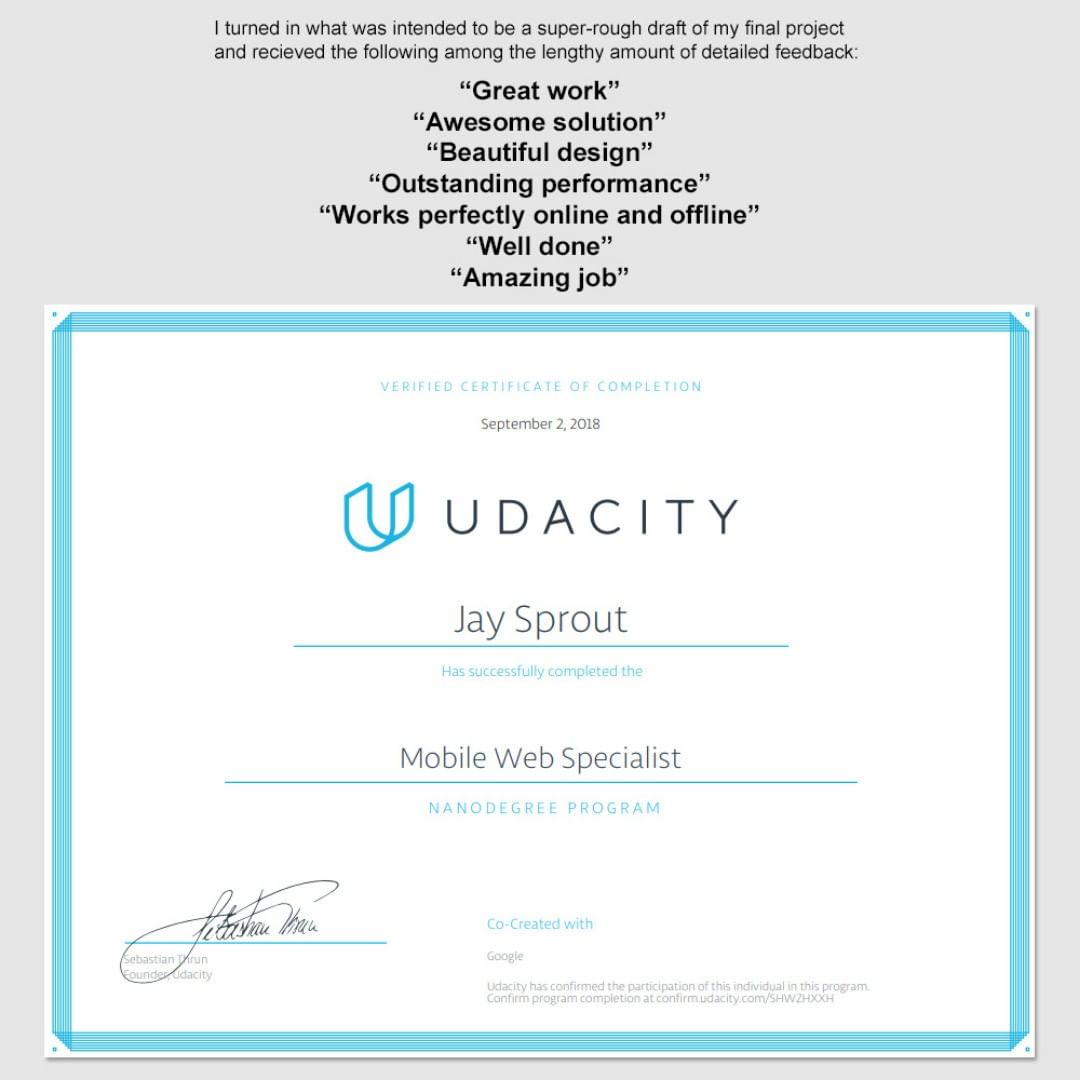 I turned in what was intended to be a super-rough draft of my final project
and recieved the following among the lengthy amount of detailed feedback:
“Great work”
“Awesome solution”
“Beautiful design”
“Outstanding performance”
“Works perfectly online and offline”
“Well done”
“Amazing job”
VERIFIED CERTIFICATE OF COMPLETION
September 2, 2018
UDACITY
Jay Sprout
Has successfully completed the
Mobile Web Specialist
NANODEGREE PROGRAM
Sebastian Thrun
Sebastian Thrun
Founder, Udacity
Co-Created with
Google
Udacity has confirmed the participation of this individual in this program.
Confirm program completion at confirm.udacity.com/SHWZHXXH